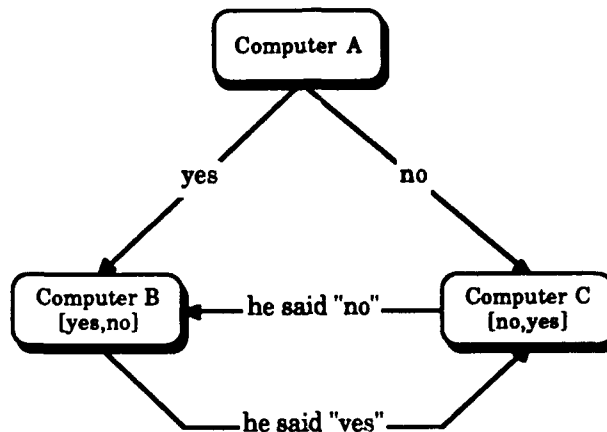 Computer A
yes
no
Computer B
[yes,no]
he said "no"
Computer C
[no,yes]
he said "yes"